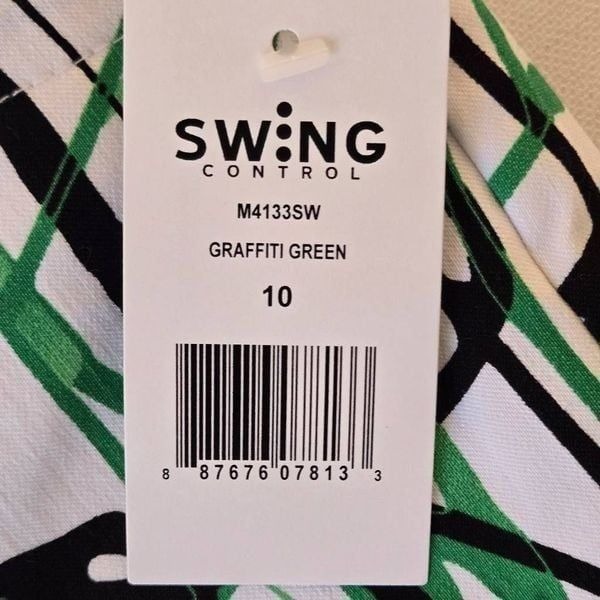 SWING
CONTROL
M4133SW
GRAFFITI GREEN
10
8 87676 07813 3